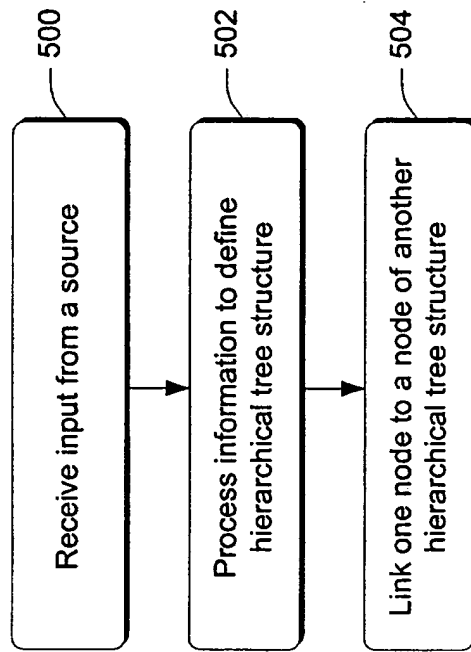 Receive input from a source
500
Process information to define
hierarchical tree structure
502
Link one node to a node of another
hierarchical tree structure
504